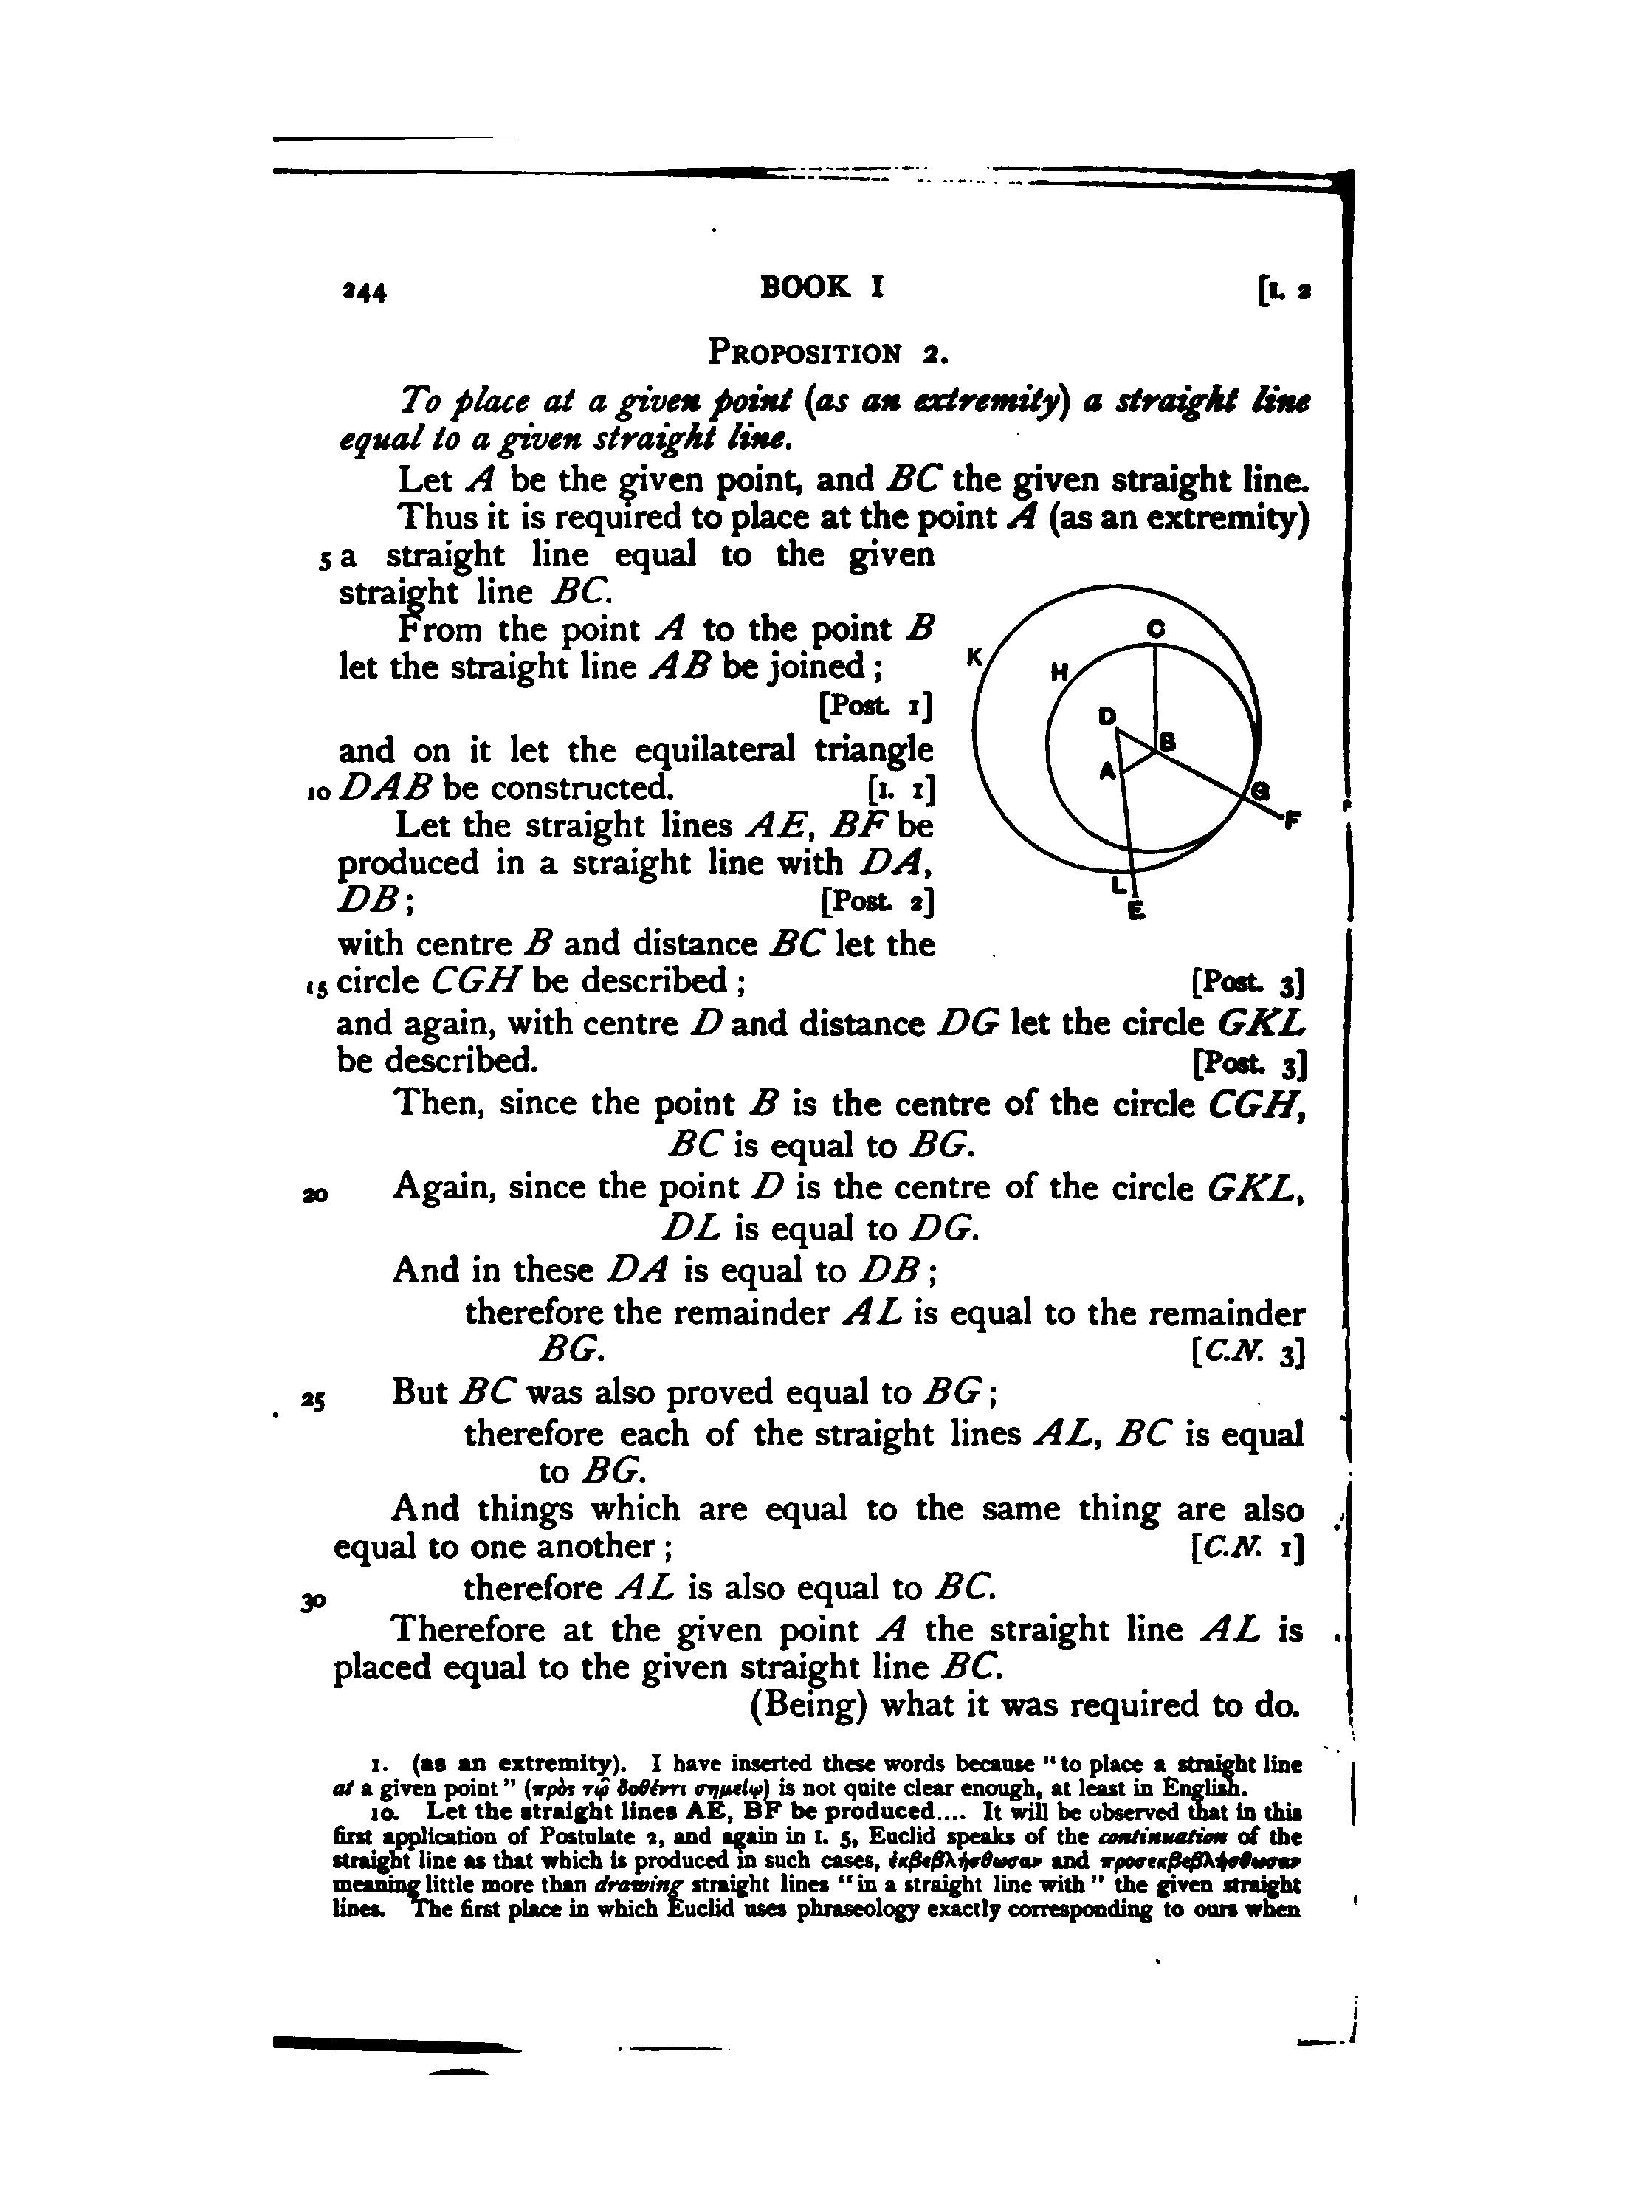 244 BOOK I [I. 2
PROPOSITION 2.
To place at a given point (as an extremity) a straight line
equal to a given straight line.
Let A be the given point, and BC the given straight line.
Thus it is required to place at the point A (as an extremity)
5 a straight line equal to the given
straight line BC.
From the point A to the point B
let the straight line AB be joined;
[Post. 1]
and on it let the equilateral triangle
10 DAB be constructed. [I. 1]
Let the straight lines AE, BF be
produced in a straight line with DA,
DB; [Post. 2]
with centre B and distance BC let the
15 circle CGH be described; [Post. 3]
and again, with centre D and distance DG let the circle GKL
be described. [Post. 3]
Then, since the point B is the centre of the circle CGH,
BC is equal to BG.
20 Again, since the point D is the centre of the circle GKL,
DL is equal to DG.
And in these DA is equal to DB;
therefore the remainder AL is equal to the remainder
BG. [C.N. 3]
25 But BC was also proved equal to BG;
therefore each of the straight lines AL, BC is equal
to BG.
And things which are equal to the same thing are also
equal to one another; [C.N. 1]
30 therefore AL is also equal to BC.
Therefore at the given point A the straight line AL is
placed equal to the given straight line BC.
(Being) what it was required to do.
C
K
H
D
B
A
G
F
L
E
1. (as an extremity). I have inserted these words because "to place a straight line
at a given point" (πρὸς τῷ δοθέντι σημείῳ) is not quite clear enough, at least in English.
10. Let the straight lines AE, BF be produced.... It will be observed that in this
first application of Postulate 2, and again in I. 5, Euclid speaks of the continuation of the
straight line as that which is produced in such cases, ἐκβεβλήσθωσαν and προσεκβεβλήσθωσαν
meaning little more than drawing straight lines "in a straight line with" the given straight
lines. The first place in which Euclid uses phraseology exactly corresponding to ours when